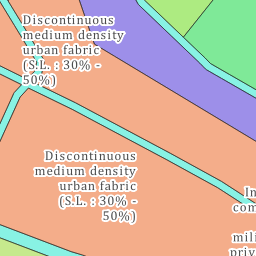 Discontinuous
medium density
urban fabric
(S.L. : 30% -
50%)
Discontinuous
medium density
urban fabric
(S.L. : 30% -
50%)